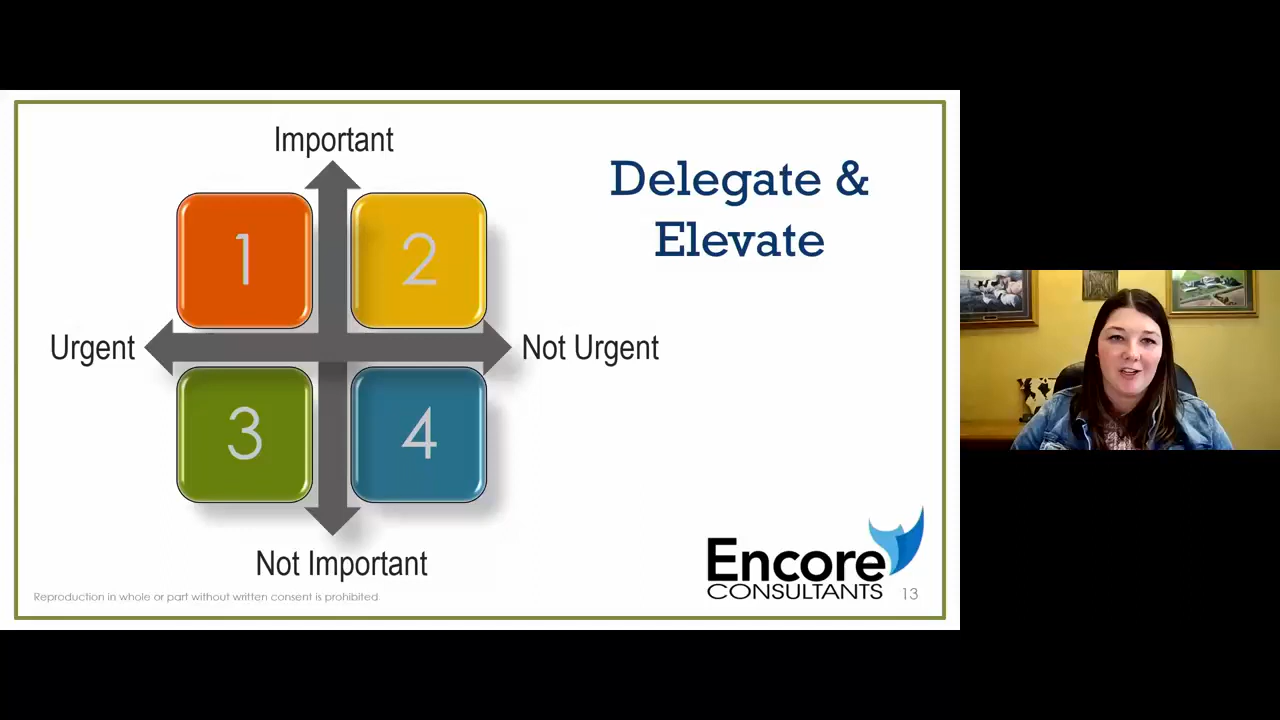 Important
Delegate &
Elevate
1
2
Urgent
Not Urgent
3
4
Not Important
Encore
CONSULTANTS
Reproduction in whole or part without written consent is prohibited
13